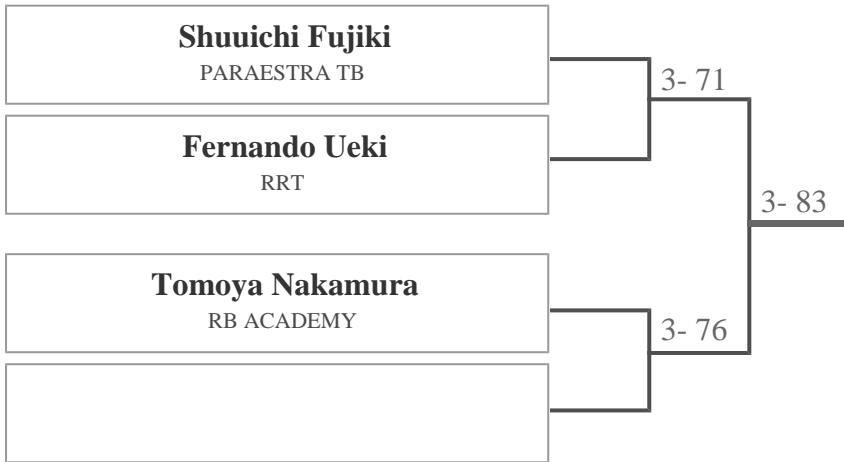 Shuuichi Fujiki
PARAESTRA TB
3- 71
Fernando Ueki
RRT
3- 83
Tomoya Nakamura
RB ACADEMY
3- 76